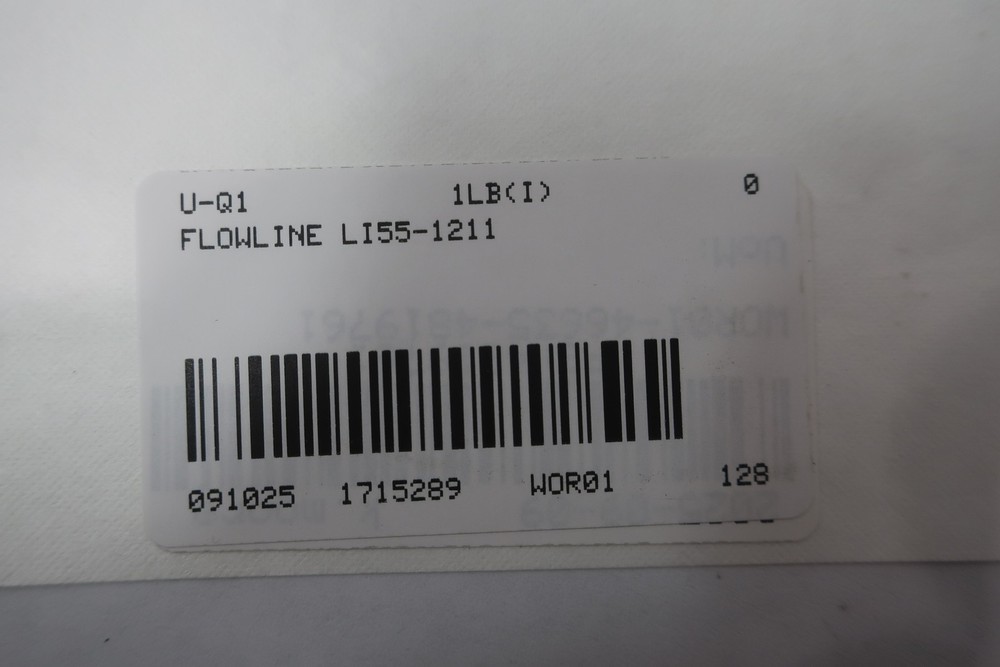 U-Q1 1LB(I) 0
FLOWLINE LI55-1211
091025 1715289 WOR01 128